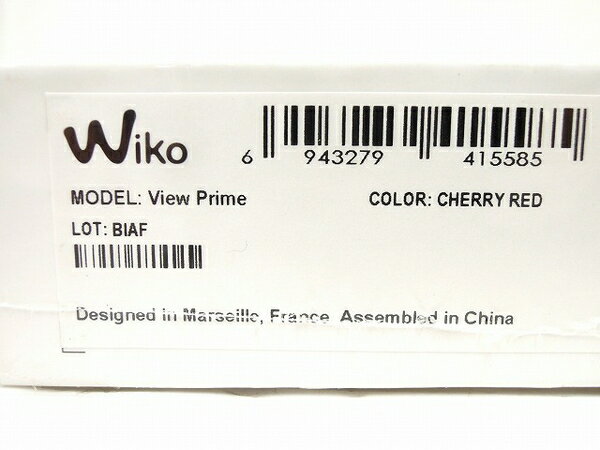 Wiko
6 943279 415585
MODEL: View Prime
COLOR: CHERRY RED
LOT: BIAF
Designed in Marseille, France Assembled in China